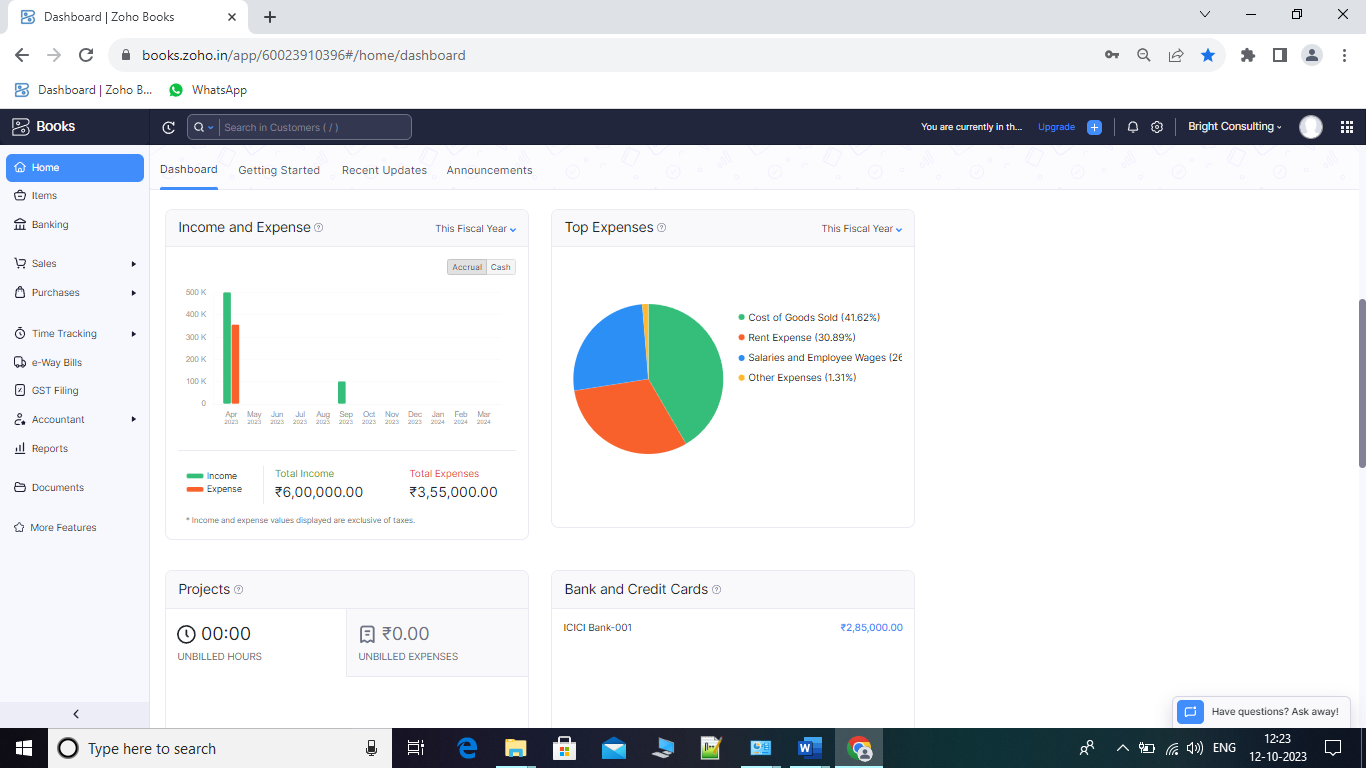 Dashboard | Zoho Books
books.zoho.in/app/60023910396#/home/dashboard
Dashboard | Zoho B...
WhatsApp
Books
Search in Customers ( / )
You are currently in th...
Upgrade
Bright Consulting
Home
Items
Banking
Sales
Purchases
Time Tracking
e-Way Bills
GST Filing
Accountant
Reports
Documents
More Features
Dashboard
Getting Started
Recent Updates
Announcements
Income and Expense
This Fiscal Year
Accrual
Cash
500 K
400 K
300 K
200 K
100 K
0
Apr May Jun Jul Aug Sep Oct Nov Dec Jan Feb Mar
2023 2023 2023 2023 2023 2023 2023 2023 2023 2024 2024 2024
Income
Expense
Total Income
₹6,00,000.00
Total Expenses
₹3,55,000.00
* Income and expense values displayed are exclusive of taxes.
Top Expenses
This Fiscal Year
Cost of Goods Sold (41.62%)
Rent Expense (30.89%)
Salaries and Employee Wages (26
Other Expenses (1.31%)
Projects
00:00
UNBILLED HOURS
₹0.00
UNBILLED EXPENSES
Bank and Credit Cards
ICICI Bank-001
₹2,85,000.00
Have questions? Ask away!
Type here to search
ENG
12:23
12-10-2023